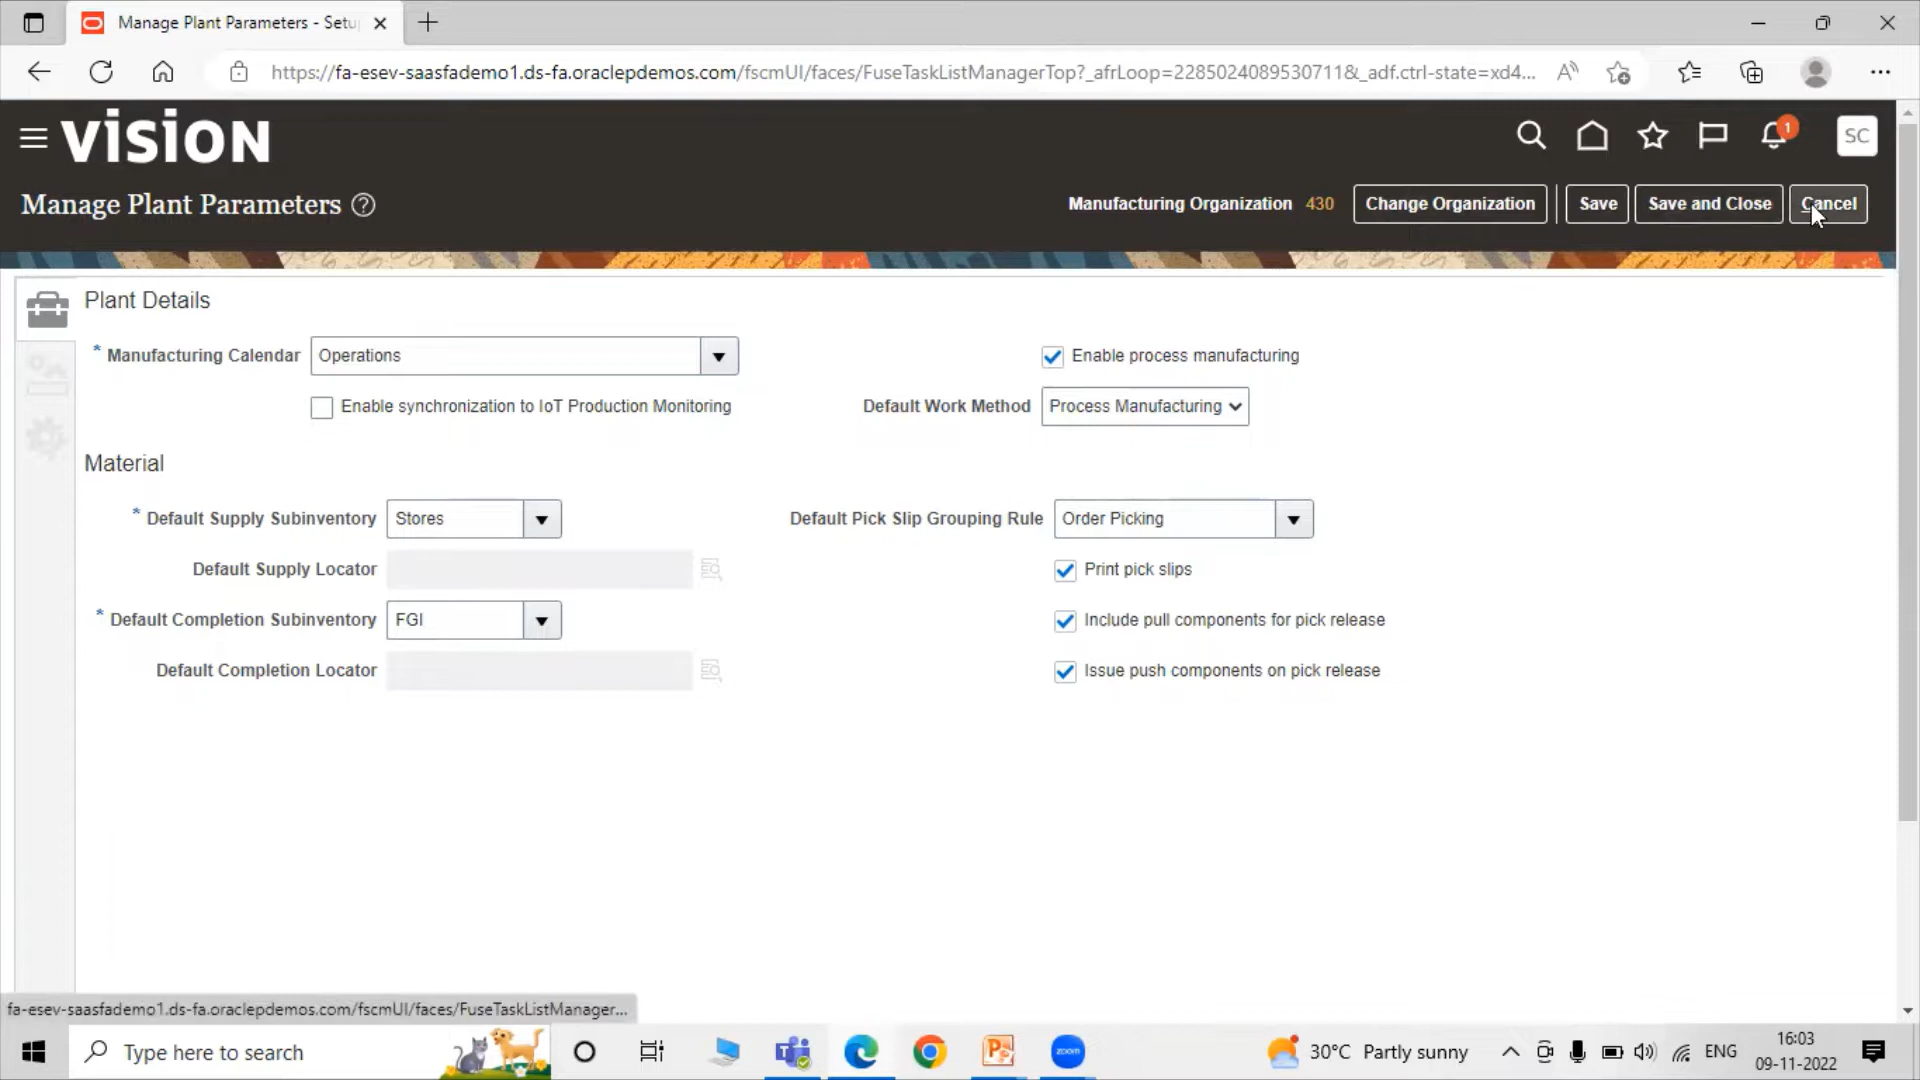 Manage Plant Parameters - Setu
https://fa-esev-saasfademo1.ds-fa.oraclepdemos.com/fscmUI/faces/FuseTaskListManagerTop?_afrLoop=2285024089530711&_adf.ctrl-state=xd4...
VISION
1
SC
Manage Plant Parameters ?
Manufacturing Organization 430 Change Organization Save Save and Close Cancel
Plant Details
* Manufacturing Calendar Operations
Enable process manufacturing
Enable synchronization to IoT Production Monitoring
Default Work Method Process Manufacturing
Material
* Default Supply Subinventory Stores
Default Pick Slip Grouping Rule Order Picking
Default Supply Locator
Print pick slips
* Default Completion Subinventory FGI
Include pull components for pick release
Default Completion Locator
Issue push components on pick release
fa-esev-saasfademo1.ds-fa.oraclepdemos.com/fscmUI/faces/FuseTaskListManager...
Type here to search
zoom
30°C Partly sunny
ENG
16:03
09-11-2022